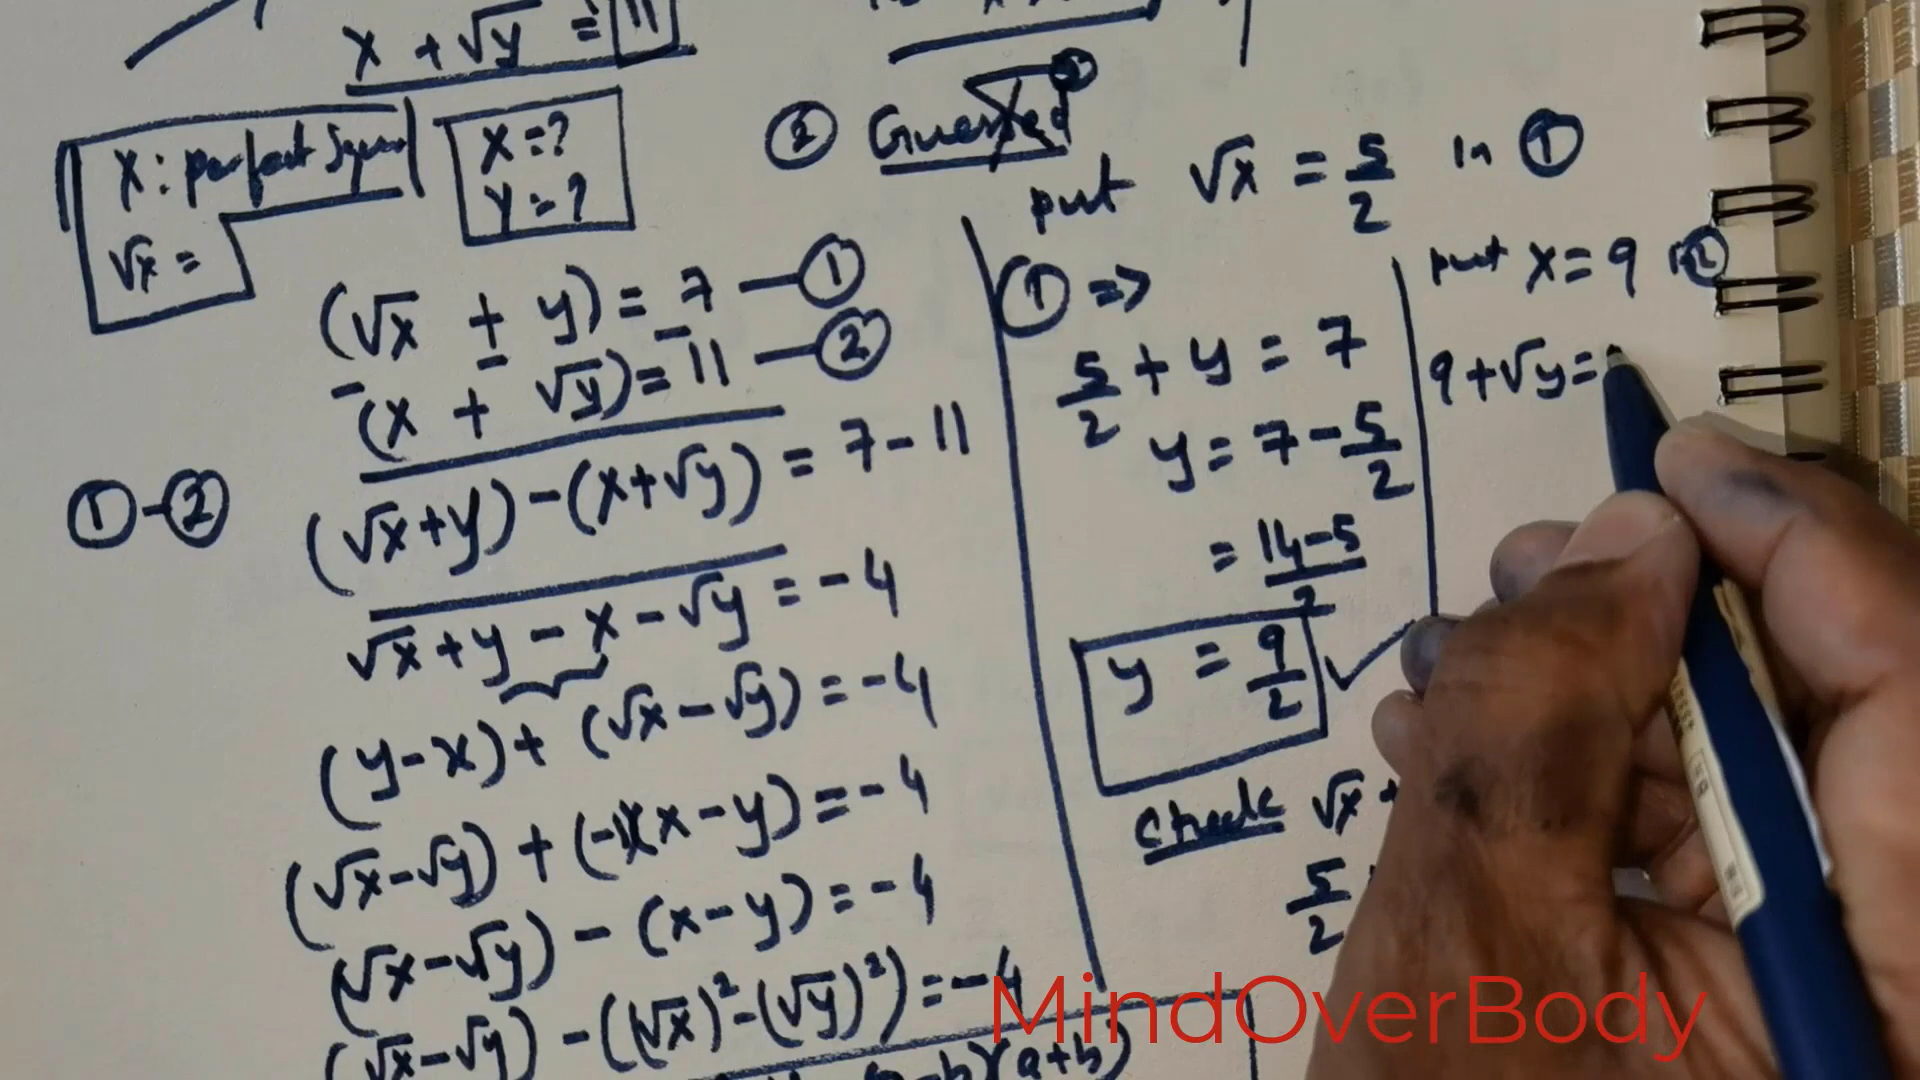 x + √y = 11
x : perfect square
√x =
x = ?
y = ?
(√x + y) = 7 — ①
-(x + √y) = 11 — ②
① - ②
(√x + y) - (x + √y) = 7 - 11
√x + y - x - √y = -4
(y - x) + (√x - √y) = -4
(√x - √y) + (-1)(x - y) = -4
(√x - √y) - (x - y) = -4
(√x - √y) - ((√x)² - (√y)²) = -4
(a+b)
② Guessed
put √x = 5/2 in ①
① =>
5/2 + y = 7
y = 7 - 5/2
= 14-5/2
y = 9/2
check √x +
5/2
put x = 9 in ②
9 + √y =
MindOverBody